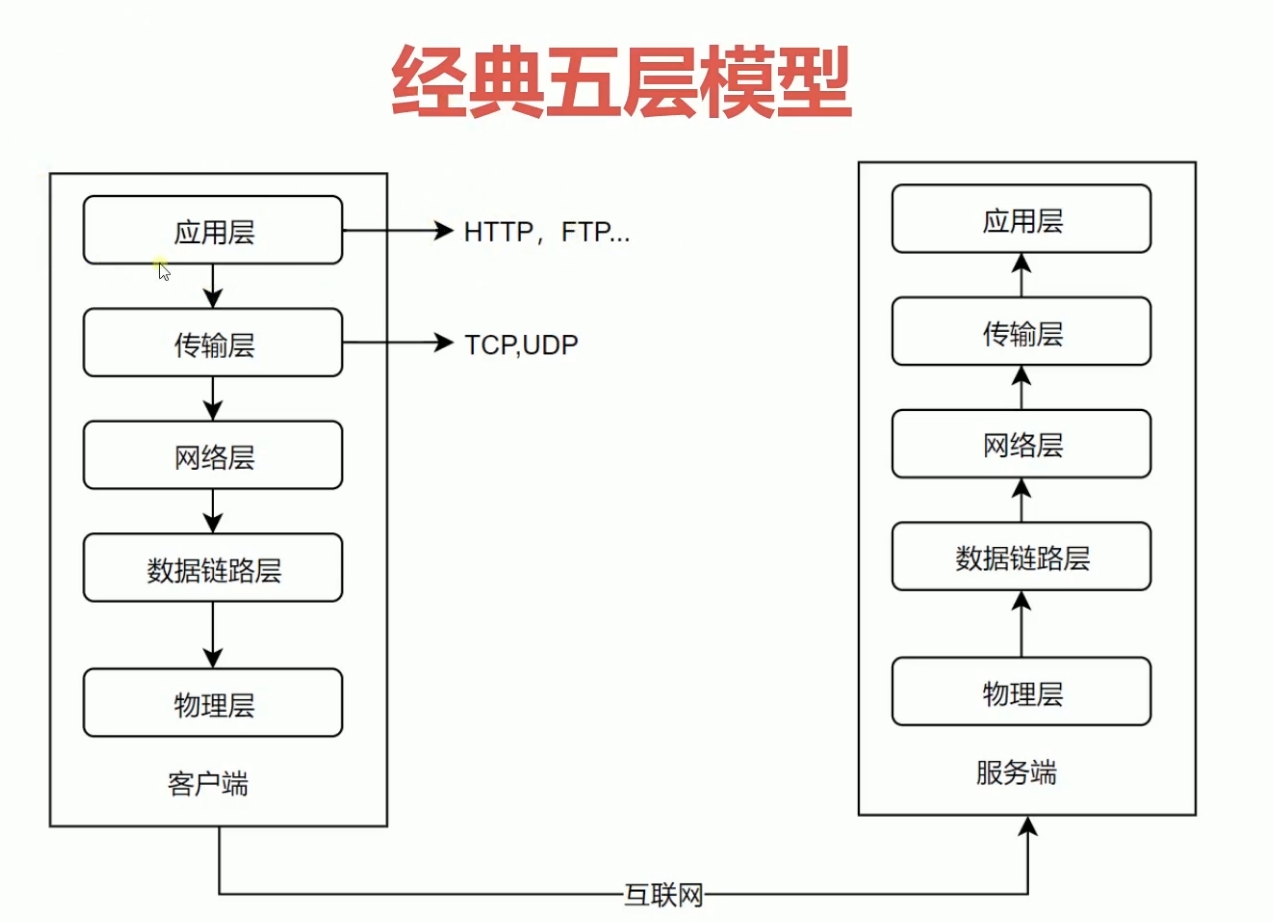 经典五层模型
应用层
HTTP，FTP...
传输层
TCP,UDP
网络层
数据链路层
物理层
客户端
应用层
传输层
网络层
数据链路层
物理层
服务端
互联网